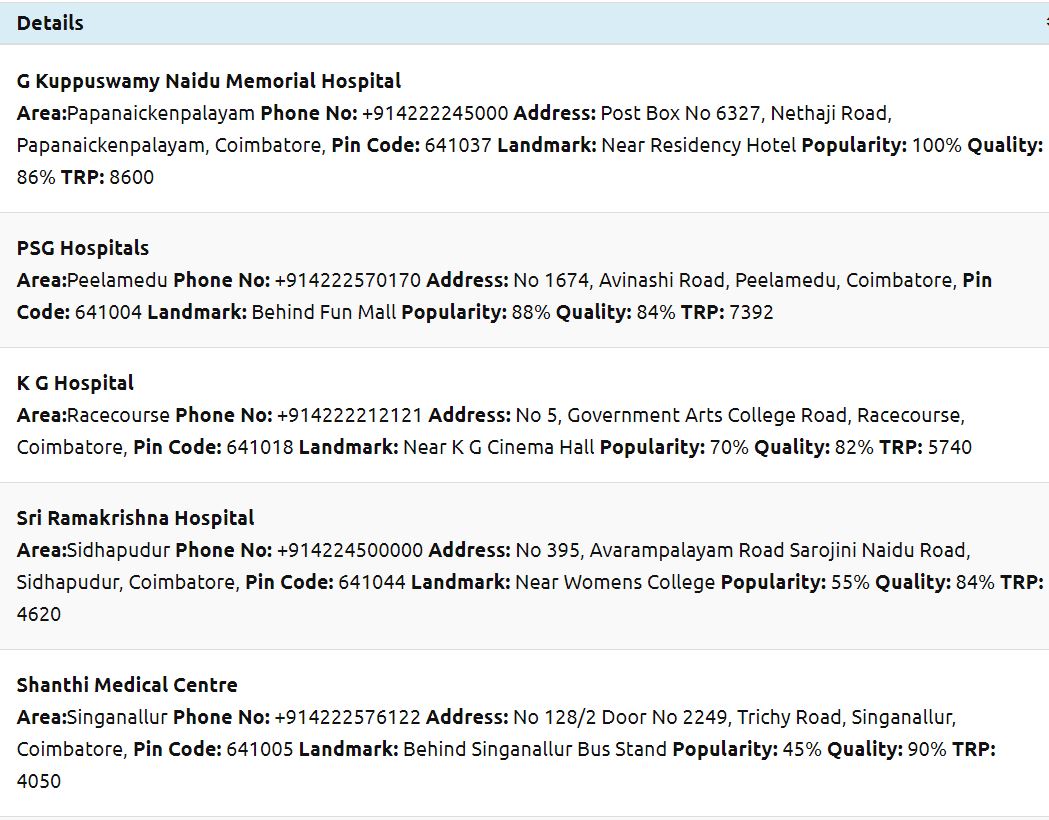 Details
G Kuppuswamy Naidu Memorial Hospital
Area:Papanaickenpalayam Phone No: +914222245000 Address: Post Box No 6327, Nethaji Road,
Papanaickenpalayam, Coimbatore, Pin Code: 641037 Landmark: Near Residency Hotel Popularity: 100% Quality:
86% TRP: 8600
PSG Hospitals
Area:Peelamedu Phone No: +914222570170 Address: No 1674, Avinashi Road, Peelamedu, Coimbatore, Pin
Code: 641004 Landmark: Behind Fun Mall Popularity: 88% Quality: 84% TRP: 7392
K G Hospital
Area:Racecourse Phone No: +914222212121 Address: No 5, Government Arts College Road, Racecourse,
Coimbatore, Pin Code: 641018 Landmark: Near K G Cinema Hall Popularity: 70% Quality: 82% TRP: 5740
Sri Ramakrishna Hospital
Area:Sidhapudur Phone No: +914224500000 Address: No 395, Avarampalayam Road Sarojini Naidu Road,
Sidhapudur, Coimbatore, Pin Code: 641044 Landmark: Near Womens College Popularity: 55% Quality: 84% TRP:
4620
Shanthi Medical Centre
Area:Singanallur Phone No: +914222576122 Address: No 128/2 Door No 2249, Trichy Road, Singanallur,
Coimbatore, Pin Code: 641005 Landmark: Behind Singanallur Bus Stand Popularity: 45% Quality: 90% TRP:
4050